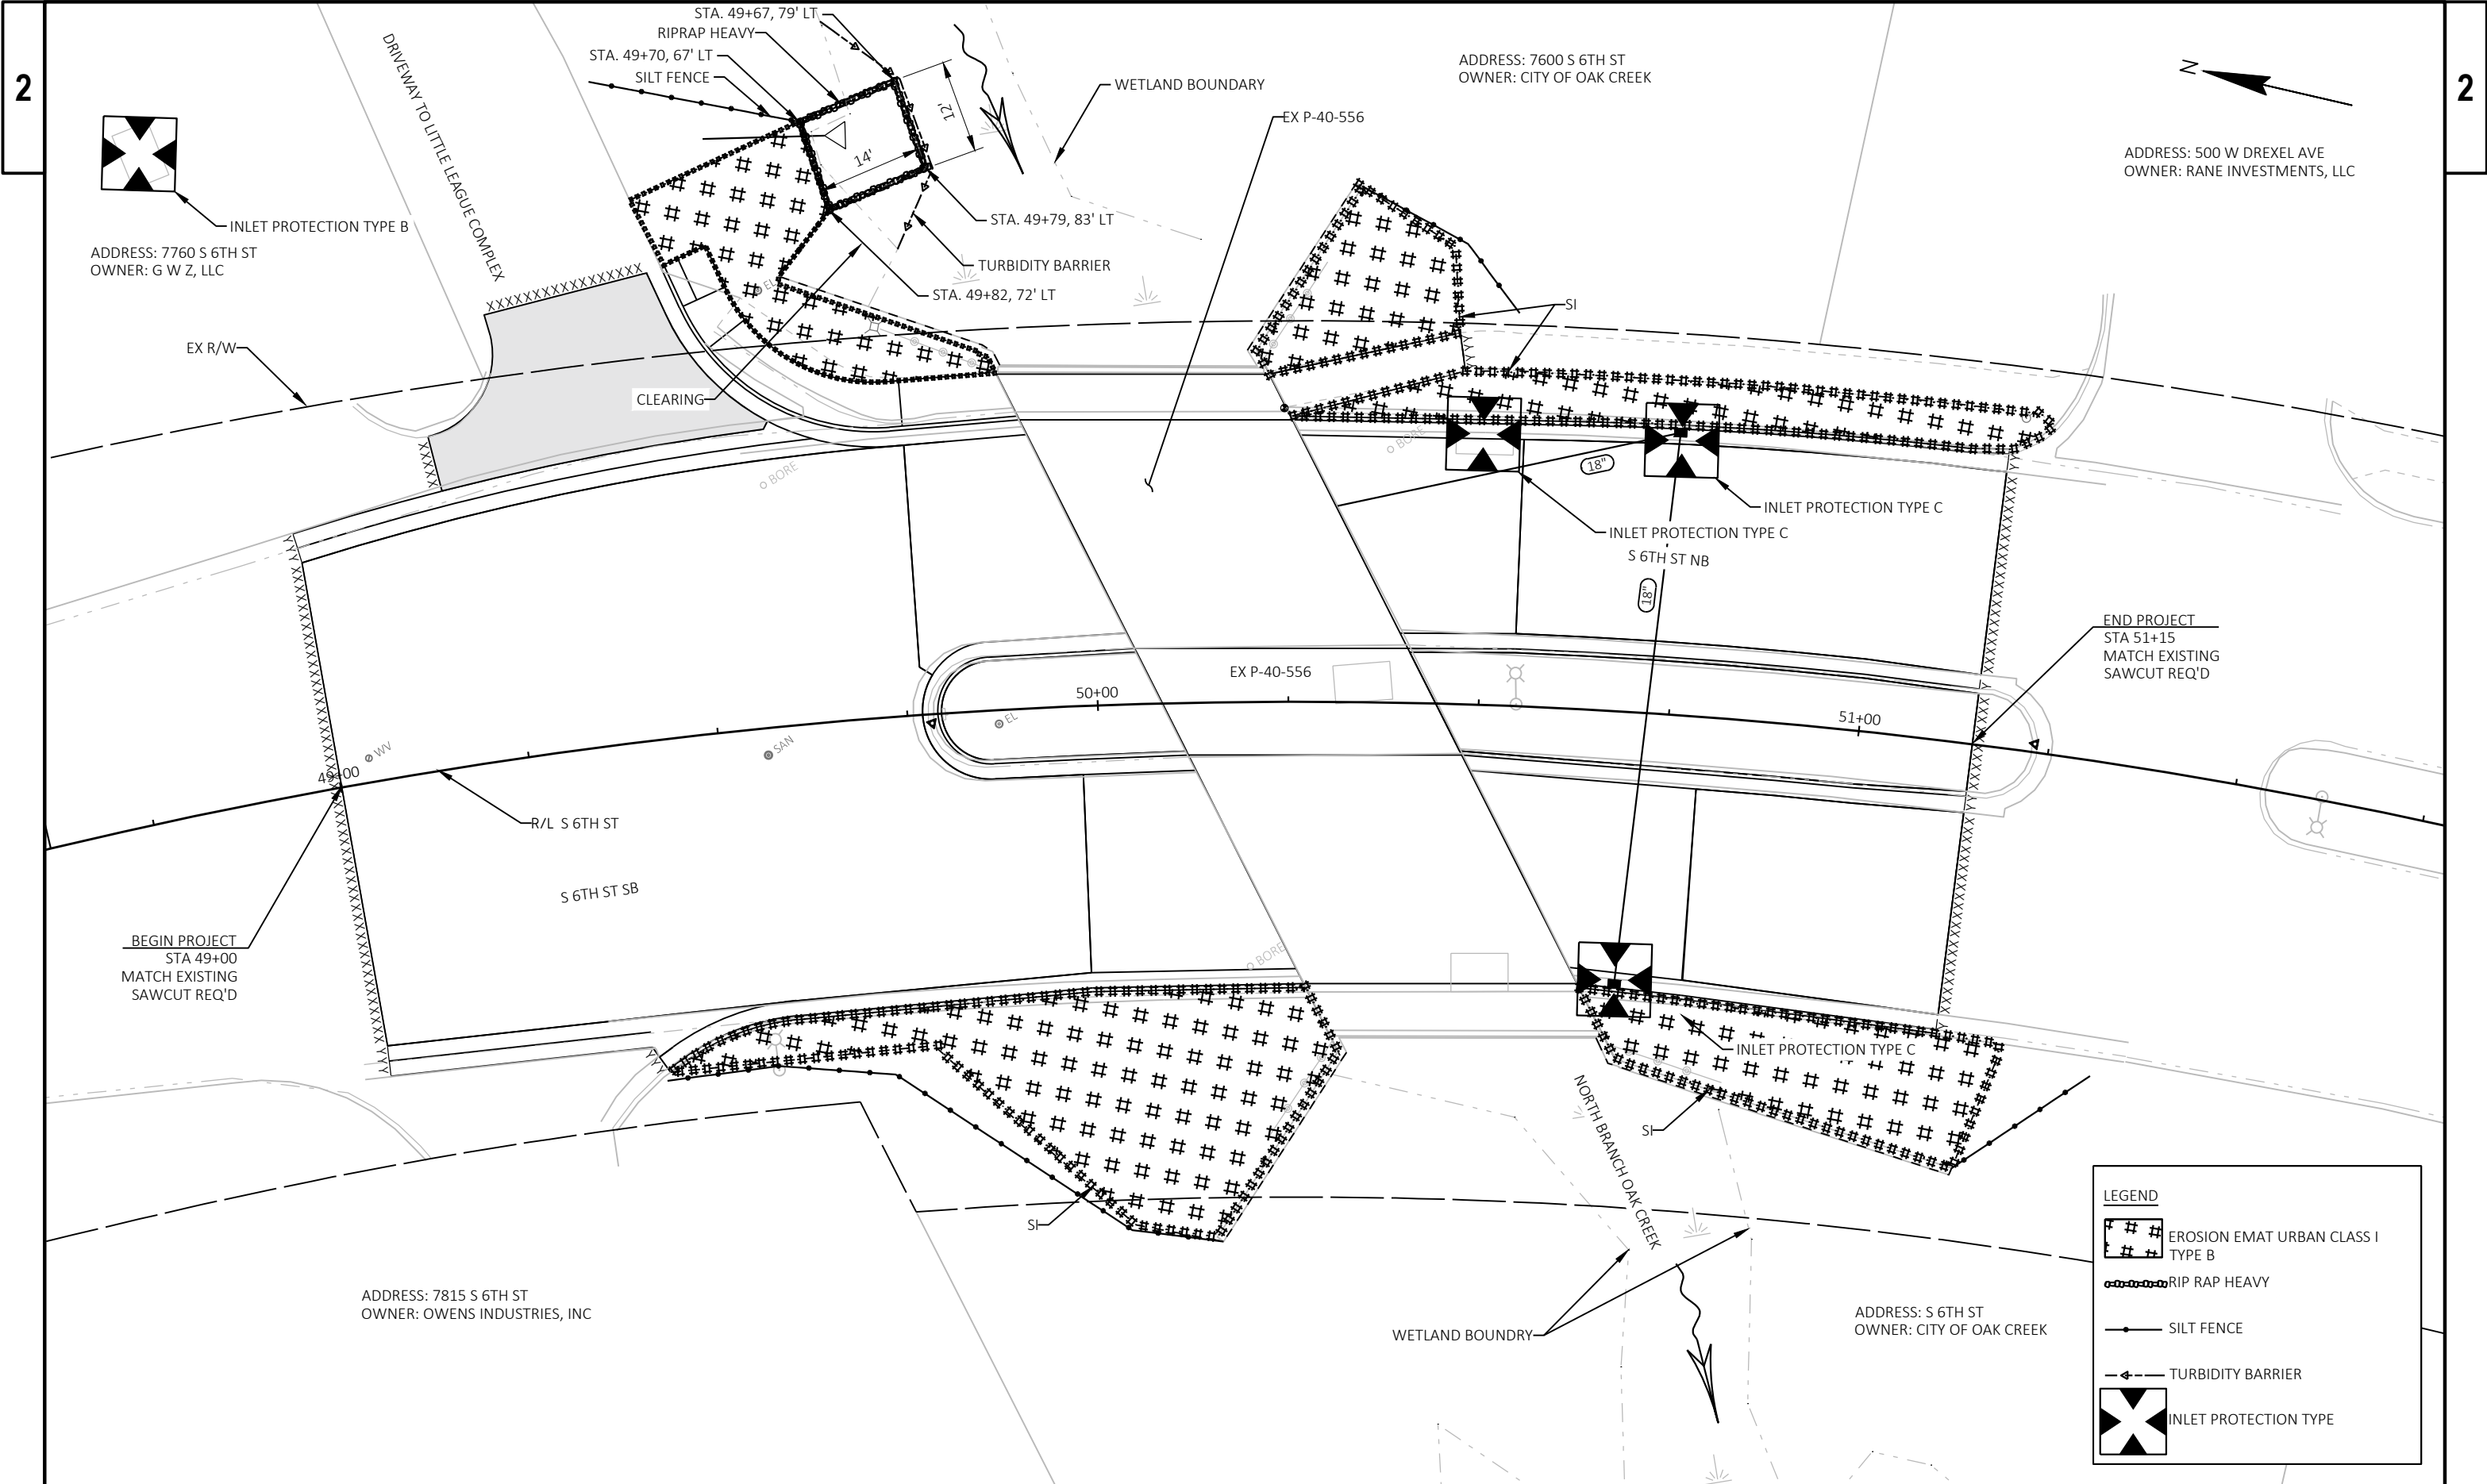 2
2
STA. 49+67, 79' LT
RIPRAP HEAVY
STA. 49+70, 67' LT
SILT FENCE
DRIVEWAY TO LITTLE LEAGUE COMPLEX
12'
14'
WETLAND BOUNDARY
EX P-40-556
ADDRESS: 7600 S 6TH ST
OWNER: CITY OF OAK CREEK
N
ADDRESS: 500 W DREXEL AVE
OWNER: RANE INVESTMENTS, LLC
INLET PROTECTION TYPE B
ADDRESS: 7760 S 6TH ST
OWNER: G W Z, LLC
STA. 49+79, 83' LT
TURBIDITY BARRIER
STA. 49+82, 72' LT
EL
SI
EX R/W
CLEARING
BORE
BORE
18"
INLET PROTECTION TYPE C
INLET PROTECTION TYPE C
S 6TH ST NB
18"
END PROJECT
STA 51+15
MATCH EXISTING
SAWCUT REQ'D
EX P-40-556
50+00
51+00
EL
SAN
WV
49+00
R/L  S 6TH ST
S 6TH ST SB
BEGIN PROJECT
STA 49+00
MATCH EXISTING
SAWCUT REQ'D
BORE
INLET PROTECTION TYPE C
SI
NORTH BRANCH OAK CREEK
SI
ADDRESS: 7815 S 6TH ST
OWNER: OWENS INDUSTRIES, INC
WETLAND BOUNDRY
ADDRESS: S 6TH ST
OWNER: CITY OF OAK CREEK
LEGEND
EROSION EMAT URBAN CLASS I
TYPE B
RIP RAP HEAVY
SILT FENCE
TURBIDITY BARRIER
INLET PROTECTION TYPE